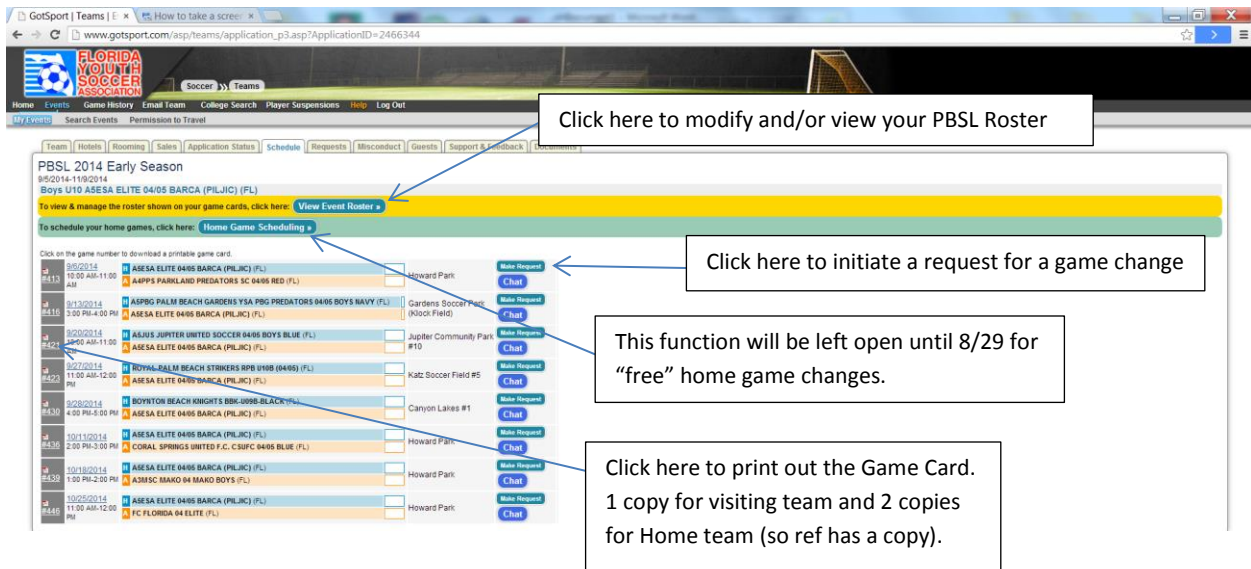 GotSport | Teams | E × How to take a screen ×
www.gotsport.com/asp/teams/application_p3.asp?ApplicationID=2466344
FLORIDA
YOUTH
SOCCER
ASSOCIATION
Soccer Teams
Home Events Game History Email Team College Search Player Suspensions Help Log Out
My Events Search Events Permission to Travel
Click here to modify and/or view your PBSL Roster
Team Hotels Rooming Sales Application Status Schedule Requests Misconduct Guests Support & Feedback Documents
PBSL 2014 Early Season
9/5/2014-11/9/2014
Boys U10 A5ESA ELITE 04/05 BARCA (PILJIC) (FL)
To view & manage the roster shown on your game cards, click here: View Event Roster »
To schedule your home games, click here: Home Game Scheduling »
Click on the game number to download a printable game card.
#413 9/6/2014 10:00 AM-11:00 AM
H A5ESA ELITE 04/05 BARCA (PILJIC) (FL)
A A4PPS PARKLAND PREDATORS SC 04/05 RED (FL)
Howard Park
Make Request
Chat
Click here to initiate a request for a game change
#416 9/13/2014 3:00 PM-4:00 PM
H A5PBG PALM BEACH GARDENS YSA PBG PREDATORS 04/05 BOYS NAVY (FL)
A A5ESA ELITE 04/05 BARCA (PILJIC) (FL)
Gardens Soccer Park (Klock Field)
Make Request
Chat
#421 9/20/2014 10:00 AM-11:00
H A5JUS JUPITER UNITED SOCCER 04/05 BOYS BLUE (FL)
A A5ESA ELITE 04/05 BARCA (PILJIC) (FL)
Jupiter Community Park #10
Make Request
Chat
This function will be left open until 8/29 for
“free” home game changes.
#423 9/27/2014 11:00 AM-12:00 PM
H ROYAL PALM BEACH STRIKERS RPB U10B (04/05) (FL)
A A5ESA ELITE 04/05 BARCA (PILJIC) (FL)
Katz Soccer Field #5
Make Request
Chat
#430 9/28/2014 4:00 PM-5:00 PM
H BOYNTON BEACH KNIGHTS BBK-U09B-BLACK (FL)
A A5ESA ELITE 04/05 BARCA (PILJIC) (FL)
Canyon Lakes #1
Make Request
Chat
#436 10/11/2014 2:00 PM-3:00 PM
H A5ESA ELITE 04/05 BARCA (PILJIC) (FL)
A CORAL SPRINGS UNITED F.C. CSUFC 04/05 BLUE (FL)
Howard Park
Make Request
Chat
#439 10/18/2014 1:00 PM-2:00 PM
H A5ESA ELITE 04/05 BARCA (PILJIC) (FL)
A A3MSC MAKO 04 MAKO BOYS (FL)
Howard Park
Make Request
Chat
#446 10/25/2014 11:00 AM-12:00 PM
H A5ESA ELITE 04/05 BARCA (PILJIC) (FL)
A FC FLORIDA 04 ELITE (FL)
Howard Park
Make Request
Chat
Click here to print out the Game Card.
1 copy for visiting team and 2 copies
for Home team (so ref has a copy).